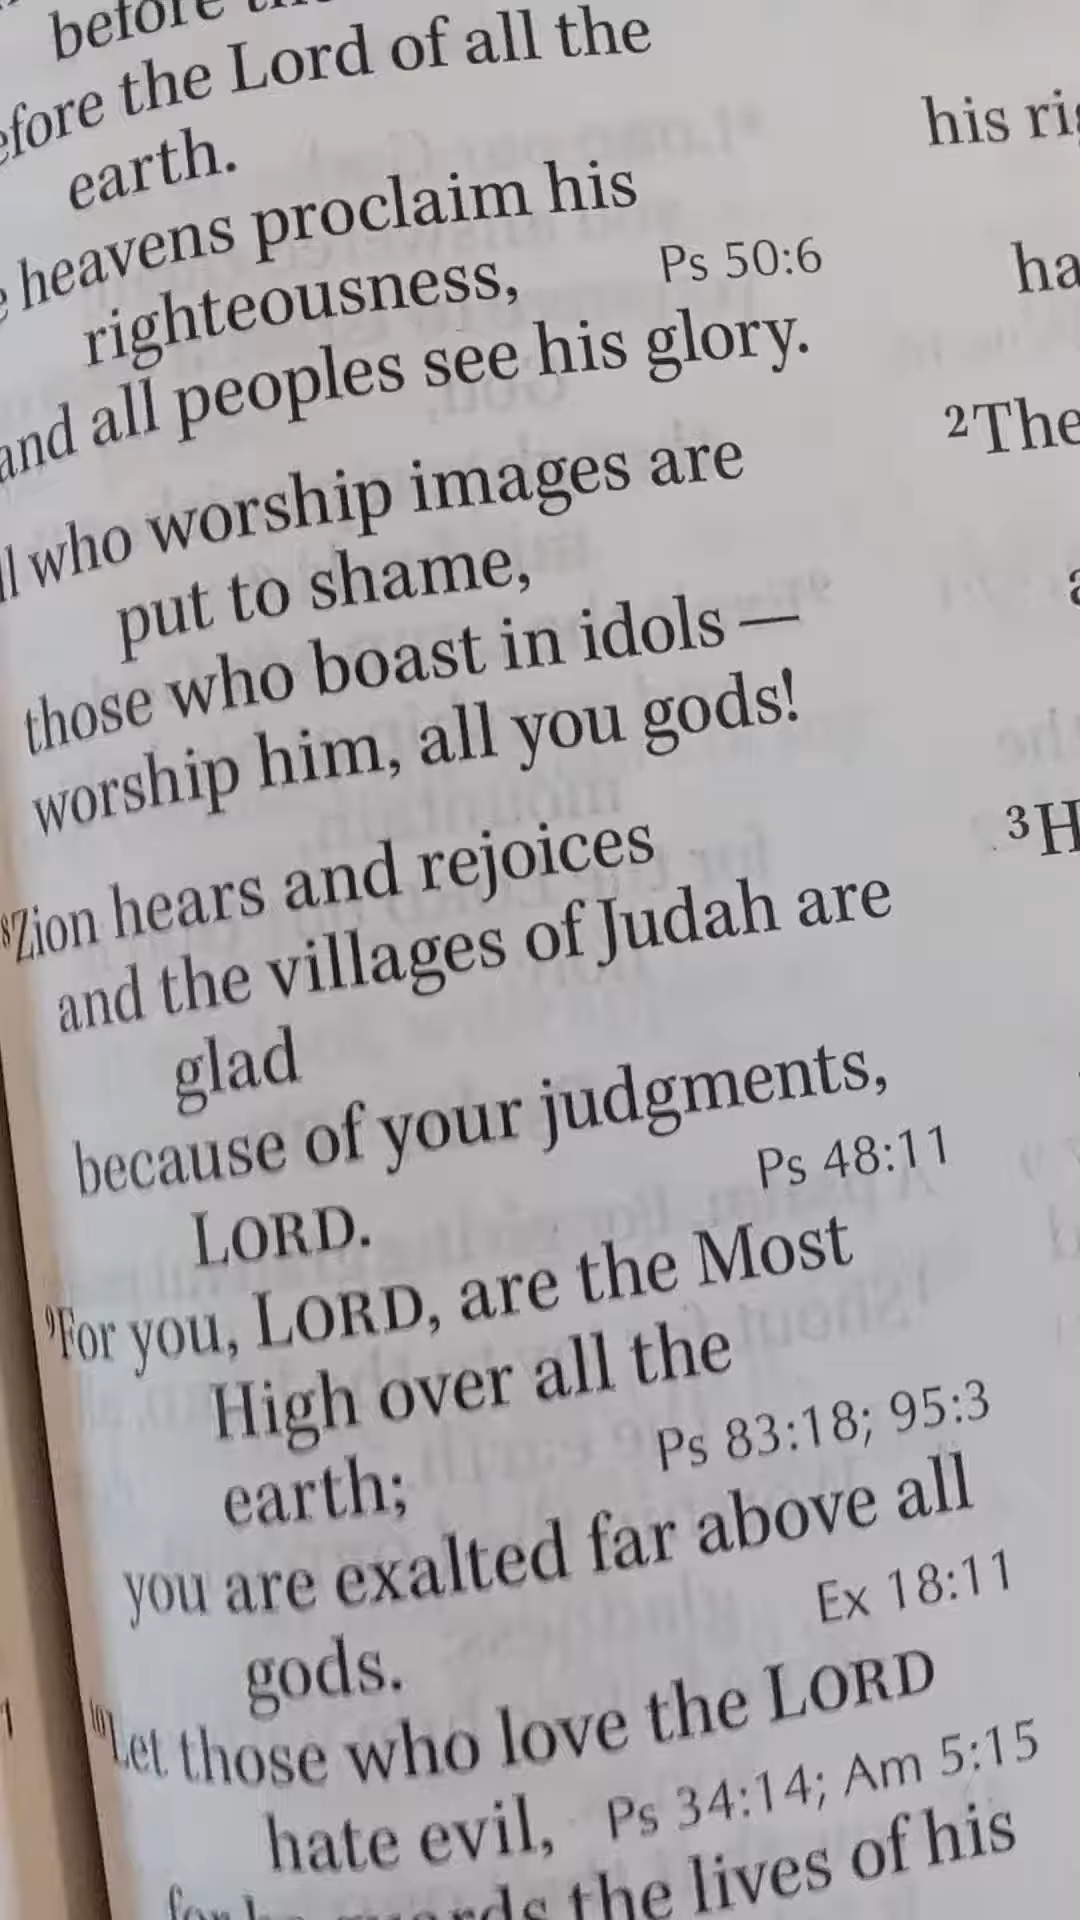 before
the Lord of all the
earth.
heavens proclaim his
righteousness, Ps 50:6
and all peoples see his glory.
who worship images are
put to shame,
those who boast in idols —
worship him, all you gods!
8Zion hears and rejoices
and the villages of Judah are
glad
because of your judgments,
LORD. Ps 48:11
9For you, LORD, are the Most
High over all the
earth; Ps 83:18; 95:3
you are exalted far above all
gods. Ex 18:11
10Let those who love the LORD
hate evil, Ps 34:14; Am 5:15
the lives of his
his
2The
3H